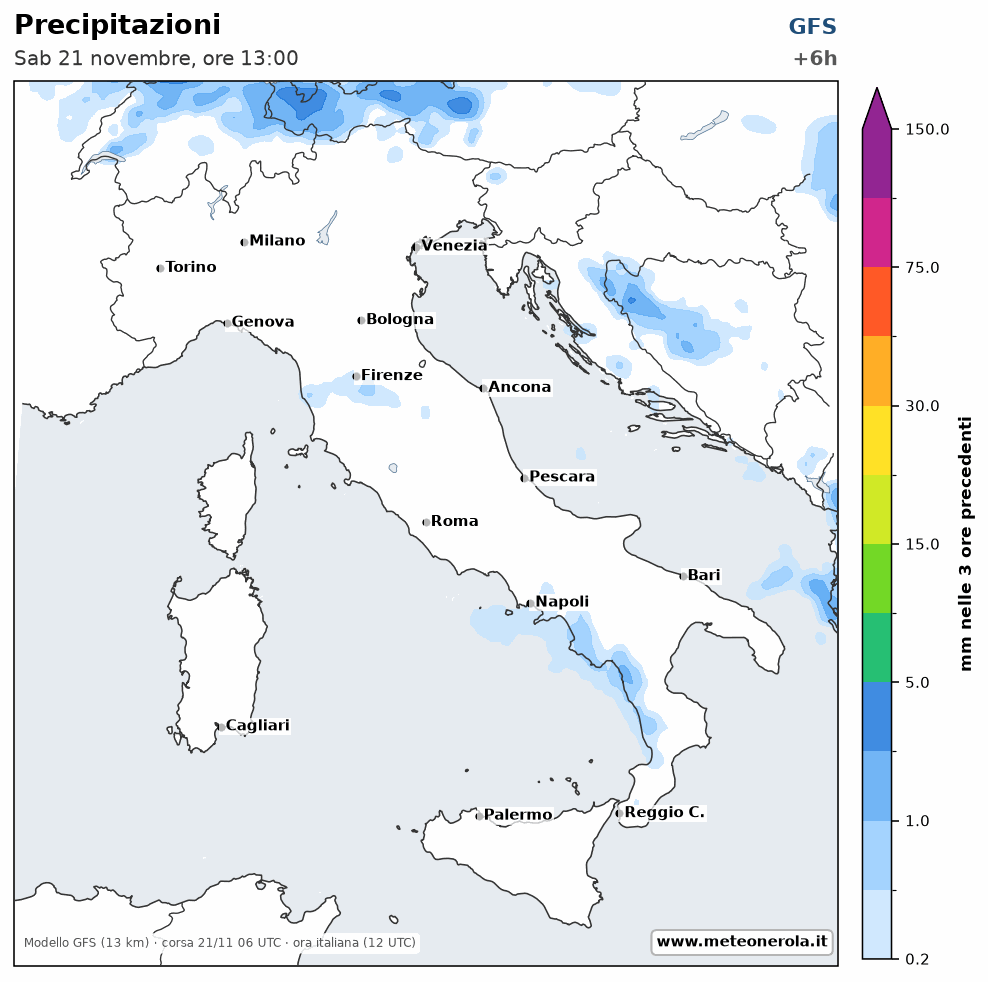 Precipitazioni
GFS
Sab 21 novembre, ore 13:00
+6h
150.0
75.0
30.0
15.0
5.0
1.0
0.2
mm nelle 3 ore precedenti
Milano
Venezia
Torino
Genova
Bologna
Firenze
Ancona
Pescara
Roma
Bari
Napoli
Cagliari
Palermo
Reggio C.
Modello GFS (13 km) · corsa 21/11 06 UTC · ora italiana (12 UTC)
www.meteonerola.it